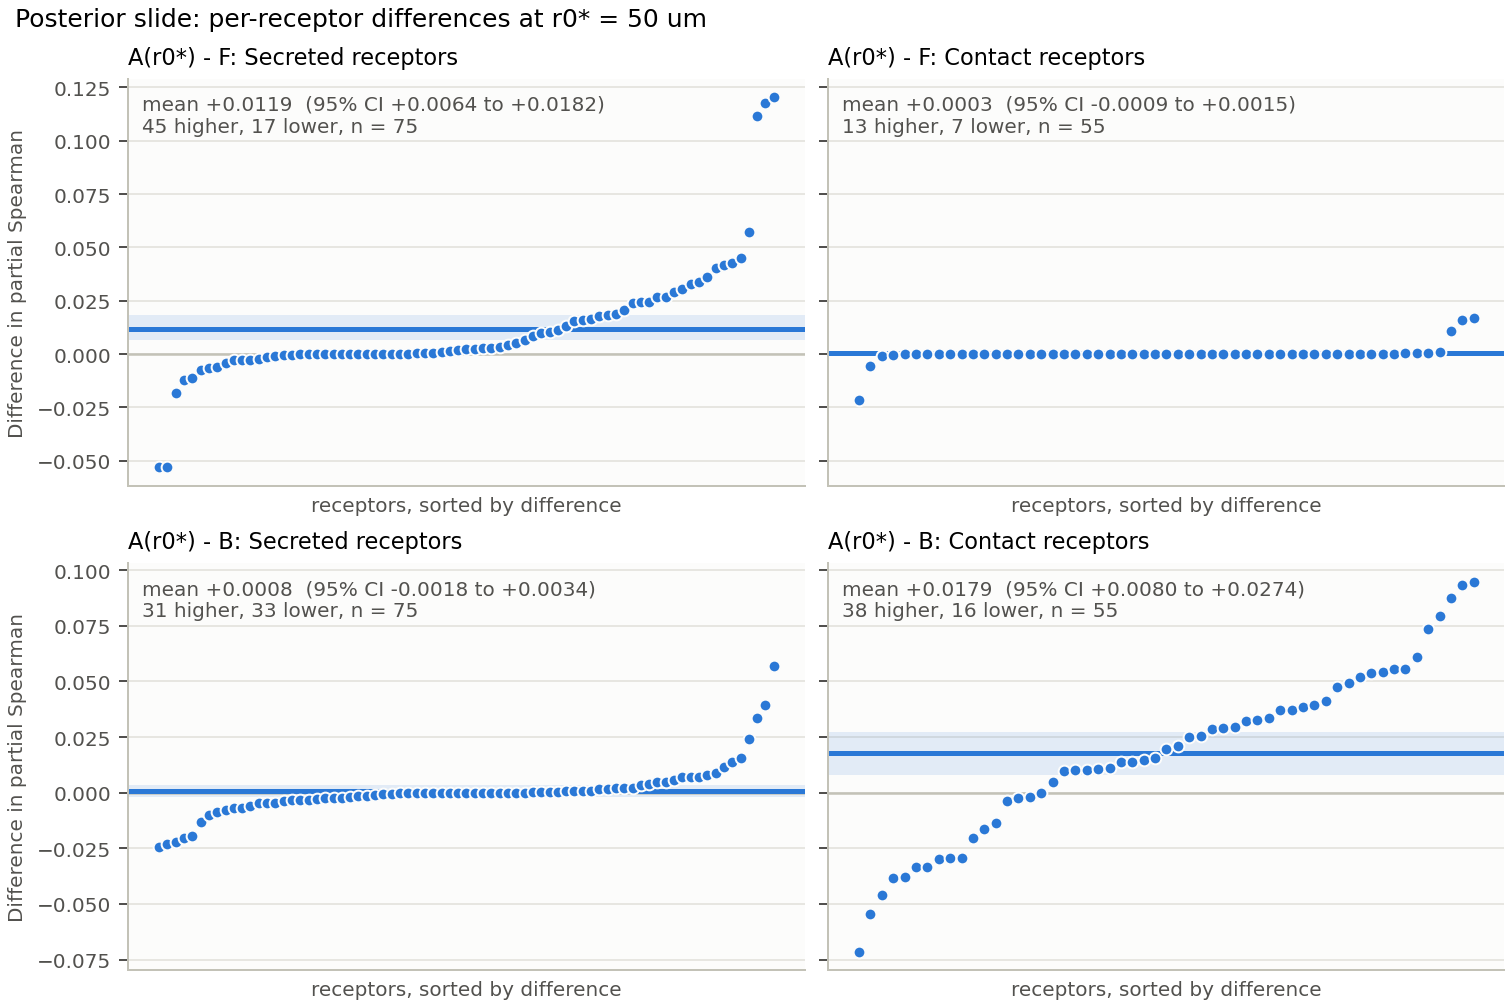 Posterior slide: per-receptor differences at r0* = 50 um
A(r0*) - F: Secreted receptors
mean +0.0119  (95% CI +0.0064 to +0.0182)
45 higher, 17 lower, n = 75
0.125
0.100
0.075
0.050
0.025
0.000
−0.025
−0.050
Difference in partial Spearman
receptors, sorted by difference
A(r0*) - F: Contact receptors
mean +0.0003  (95% CI -0.0009 to +0.0015)
13 higher, 7 lower, n = 55
receptors, sorted by difference
A(r0*) - B: Secreted receptors
mean +0.0008  (95% CI -0.0018 to +0.0034)
31 higher, 33 lower, n = 75
0.100
0.075
0.050
0.025
0.000
−0.025
−0.050
−0.075
Difference in partial Spearman
receptors, sorted by difference
A(r0*) - B: Contact receptors
mean +0.0179  (95% CI +0.0080 to +0.0274)
38 higher, 16 lower, n = 55
receptors, sorted by difference